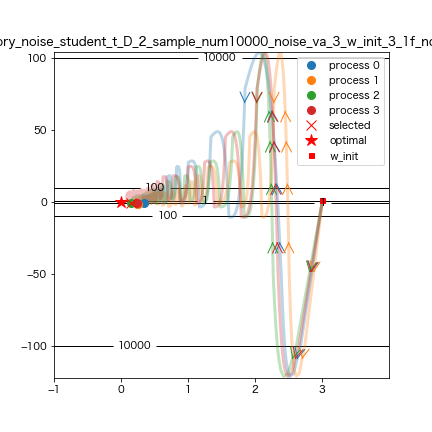 ory_noise_student_t_D_2_sample_num10000_noise_va_3_w_init_3_1f_no
100
50
0
−50
−100
−1
0
1
2
3
10000
100
1
100
10000
process 0
process 1
process 2
process 3
selected
optimal
w_init